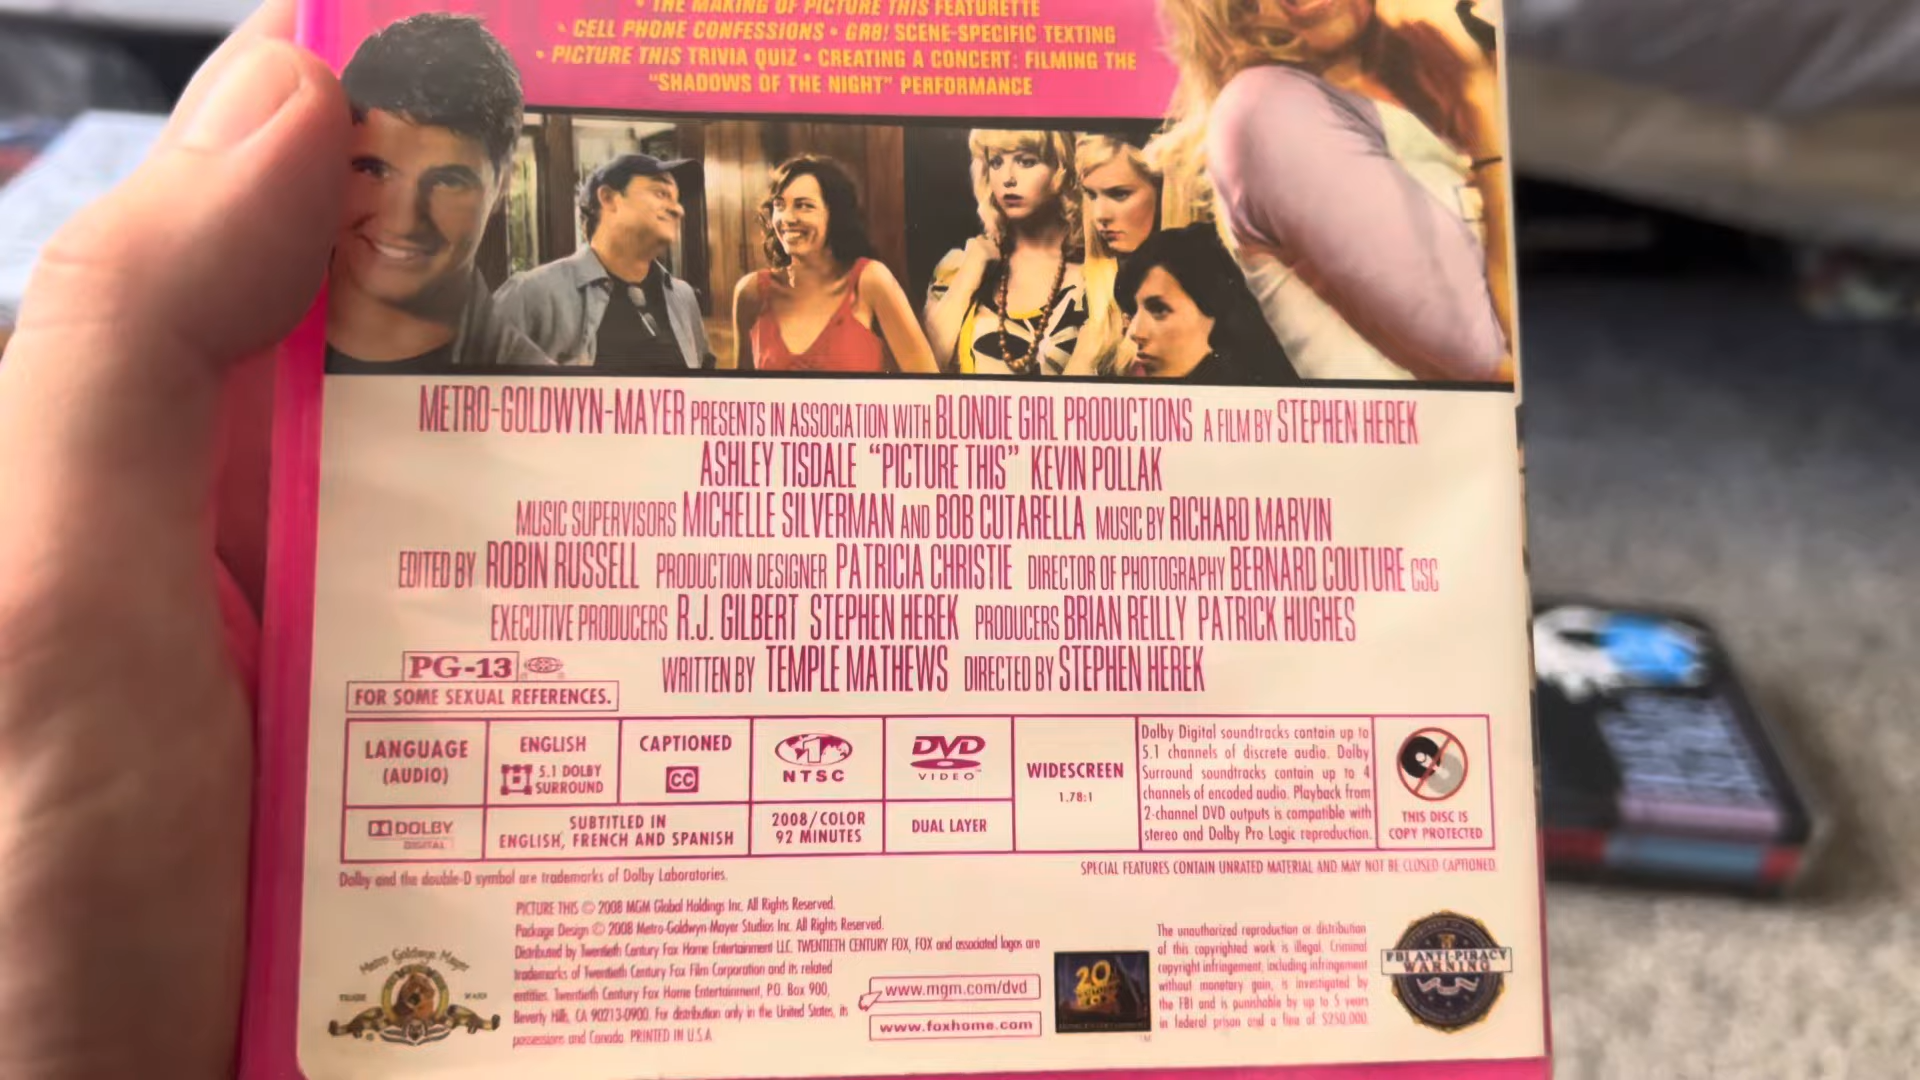 • THE MAKING OF PICTURE THIS FEATURETTE
• CELL PHONE CONFESSIONS • GR8! SCENE-SPECIFIC TEXTING
• PICTURE THIS TRIVIA QUIZ • CREATING A CONCERT: FILMING THE
"SHADOWS OF THE NIGHT" PERFORMANCE
METRO-GOLDWYN-MAYER PRESENTS IN ASSOCIATION WITH BLONDIE GIRL PRODUCTIONS A FILM BY STEPHEN HEREK
ASHLEY TISDALE "PICTURE THIS" KEVIN POLLAK
MUSIC SUPERVISORS MICHELLE SILVERMAN AND BOB CUTARELLA MUSIC BY RICHARD MARVIN
EDITED BY ROBIN RUSSELL PRODUCTION DESIGNER PATRICIA CHRISTIE DIRECTOR OF PHOTOGRAPHY BERNARD COUTURE CSC
EXECUTIVE PRODUCERS R.J. GILBERT STEPHEN HEREK PRODUCERS BRIAN REILLY PATRICK HUGHES
WRITTEN BY TEMPLE MATHEWS DIRECTED BY STEPHEN HEREK
PG-13
FOR SOME SEXUAL REFERENCES.
LANGUAGE
(AUDIO)
ENGLISH
5.1 DOLBY
SURROUND
CAPTIONED
CC
1
NTSC
DVD
VIDEO™
WIDESCREEN
1.78:1
DOLBY
DIGITAL
SUBTITLED IN
ENGLISH, FRENCH AND SPANISH
2008/COLOR
92 MINUTES
DUAL LAYER
Dolby Digital soundtracks contain up to
5.1 channels of discrete audio. Dolby
Surround soundtracks contain up to 4
channels of encoded audio. Playback from
2-channel DVD outputs is compatible with
stereo and Dolby Pro Logic reproduction.
THIS DISC IS
COPY PROTECTED
Dolby and the double-D symbol are trademarks of Dolby Laboratories.
SPECIAL FEATURES CONTAIN UNRATED MATERIAL AND MAY NOT BE CLOSED CAPTIONED.
PICTURE THIS © 2008 MGM Global Holdings Inc. All Rights Reserved.
Package Design © 2008 Metro-Goldwyn-Mayer Studios Inc. All Rights Reserved.
Distributed by Twentieth Century Fox Home Entertainment LLC. TWENTIETH CENTURY FOX, FOX and associated logos are
trademarks of Twentieth Century Fox Film Corporation and its related
entities. Twentieth Century Fox Home Entertainment, P.O. Box 900,
Beverly Hills, CA 90213-0900. For distribution only in the United States, its
possessions and Canada. PRINTED IN U.S.A.
Metro Goldwyn Mayer
TRADE MARK
www.mgm.com/dvd
www.foxhome.com
20
FOX
TM
The unauthorized reproduction or distribution
of this copyrighted work is illegal. Criminal
copyright infringement, including infringement
without monetary gain, is investigated by
the FBI and is punishable by up to 5 years
in federal prison and a fine of $250,000.
FBI ANTI-PIRACY
WARNING